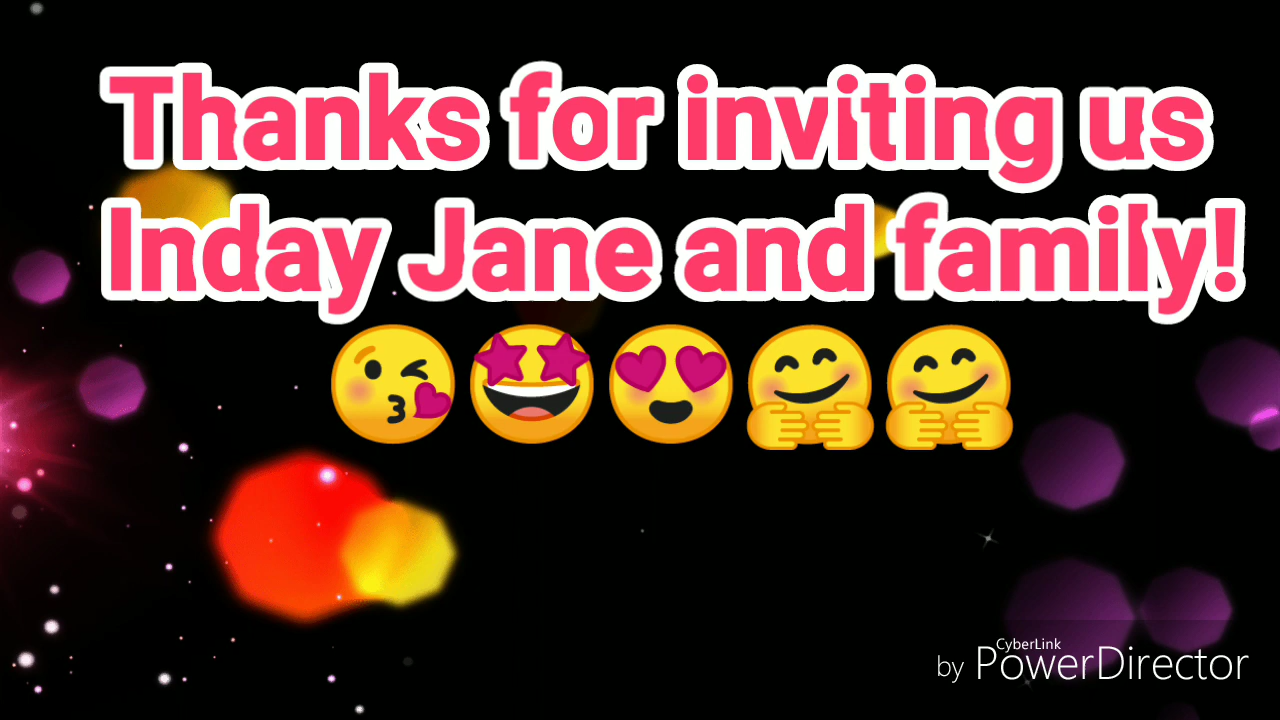 Thanks for inviting us
Inday Jane and family!
😘🤩😍🤗🤗
CyberLink
by PowerDirector